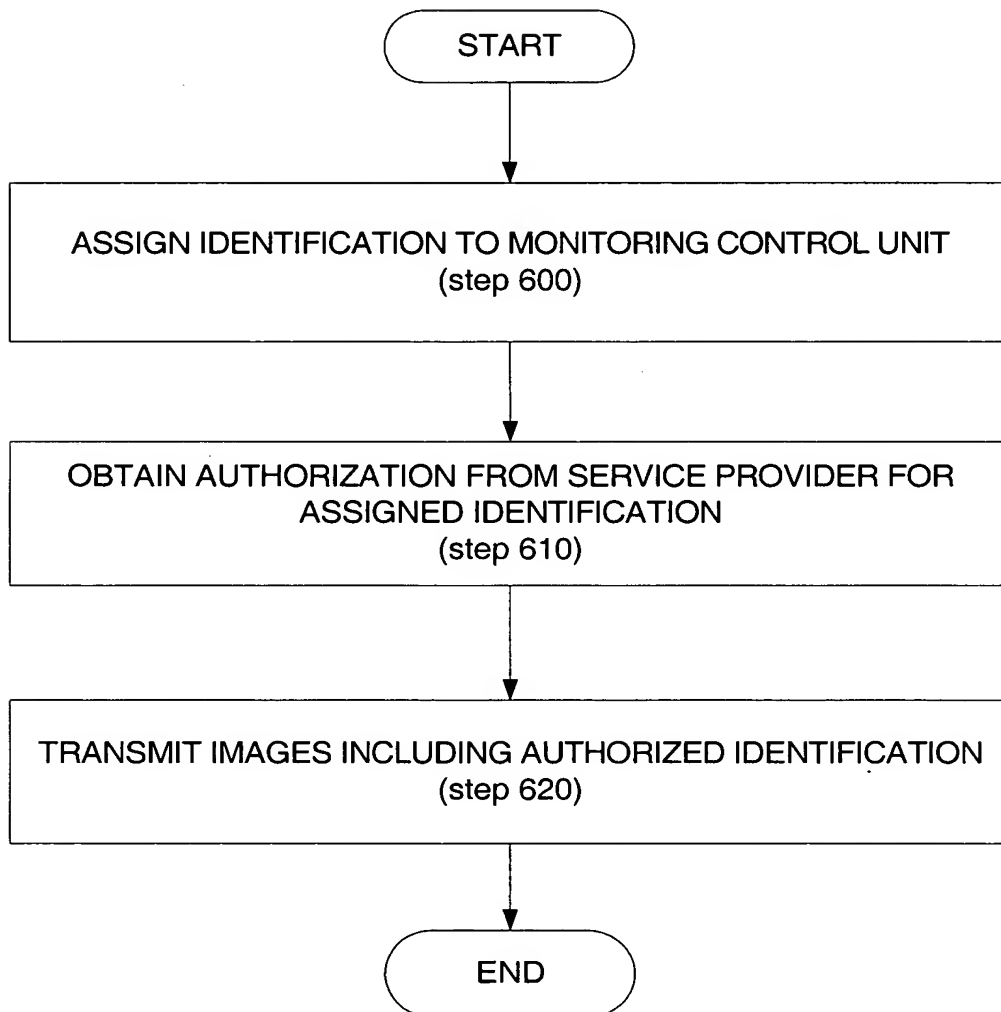 START
ASSIGN IDENTIFICATION TO MONITORING CONTROL UNIT
(step 600)
OBTAIN AUTHORIZATION FROM SERVICE PROVIDER FOR
ASSIGNED IDENTIFICATION
(step 610)
TRANSMIT IMAGES INCLUDING AUTHORIZED IDENTIFICATION
(step 620)
END